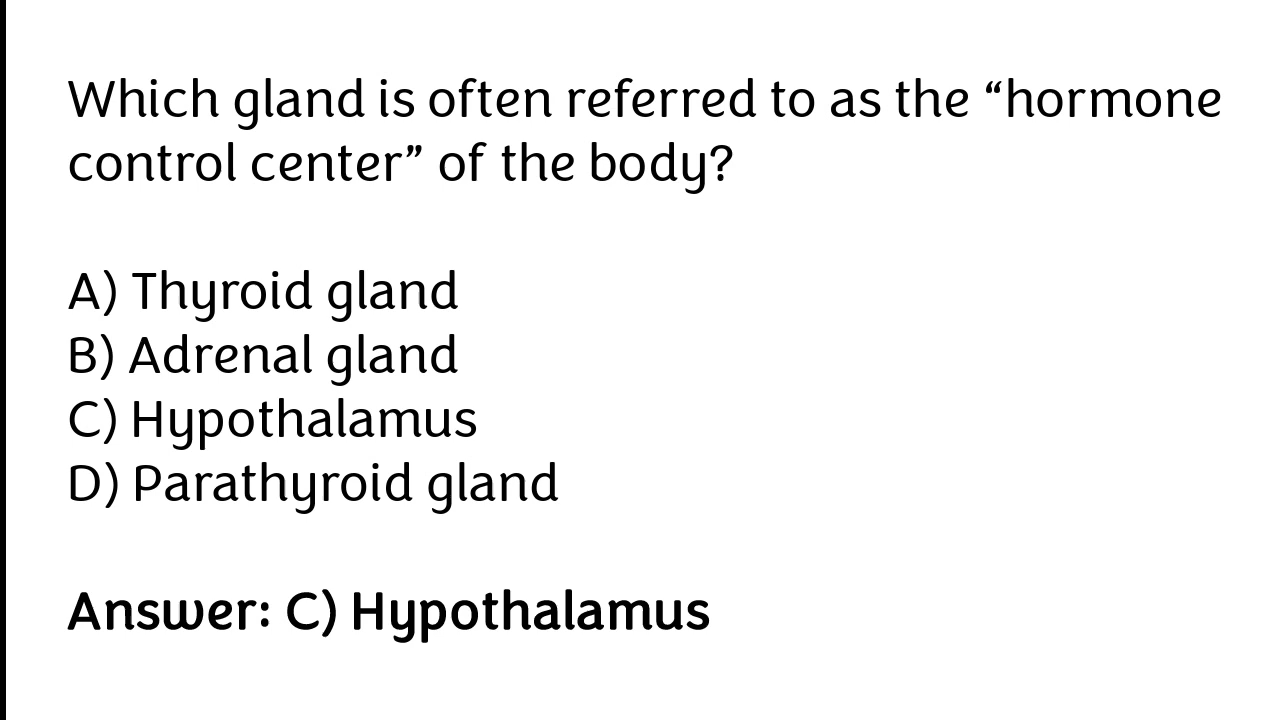 Which gland is often referred to as the “hormone
control center” of the body?
A) Thyroid gland
B) Adrenal gland
C) Hypothalamus
D) Parathyroid gland
Answer: C) Hypothalamus